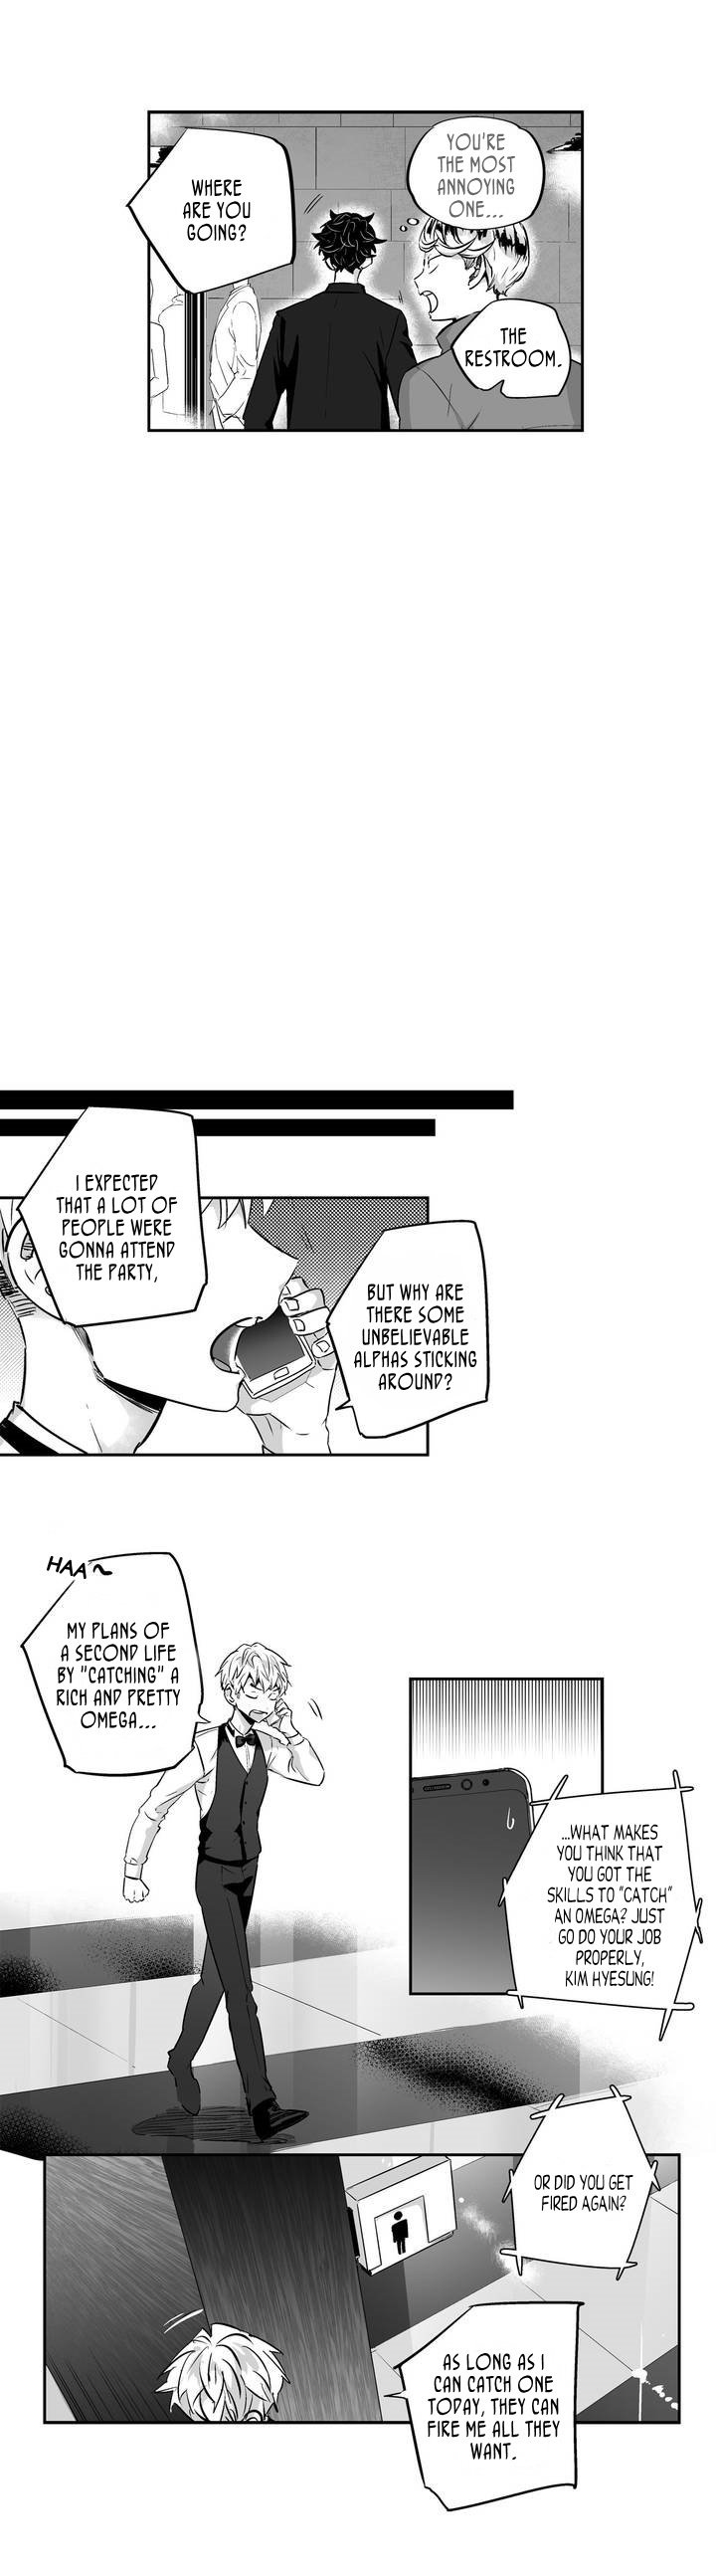 WHERE
ARE YOU
GOING?
YOU'RE
THE MOST
ANNOYING
ONE...
THE
RESTROOM.
I EXPECTED
THAT A LOT OF
PEOPLE WERE
GONNA ATTEND
THE PARTY,
BUT WHY ARE
THERE SOME
UNBELIEVABLE
ALPHAS STICKING
AROUND?
HAA~
MY PLANS OF
A SECOND LIFE
BY "CATCHING" A
RICH AND PRETTY
OMEGA...
...WHAT MAKES
YOU THINK THAT
YOU GOT THE
SKILLS TO "CATCH"
AN OMEGA? JUST
GO DO YOUR JOB
PROPERLY,
KIM HYESUNG!
OR DID YOU GET
FIRED AGAIN?
AS LONG AS I
CAN CATCH ONE
TODAY, THEY CAN
FIRE ME ALL THEY
WANT.